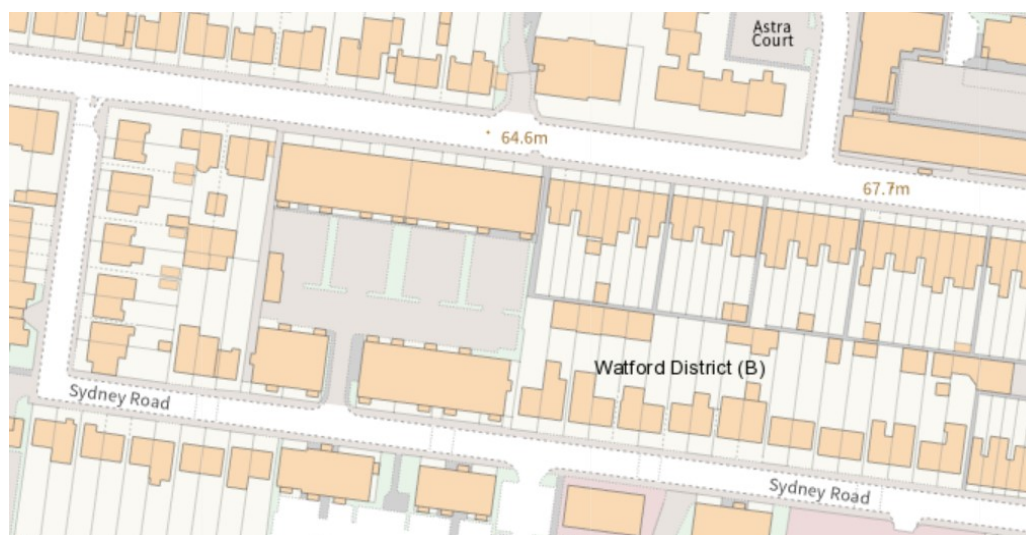 Astra
Court
64.6m
67.7m
Watford District (B)
Sydney Road
Sydney Road